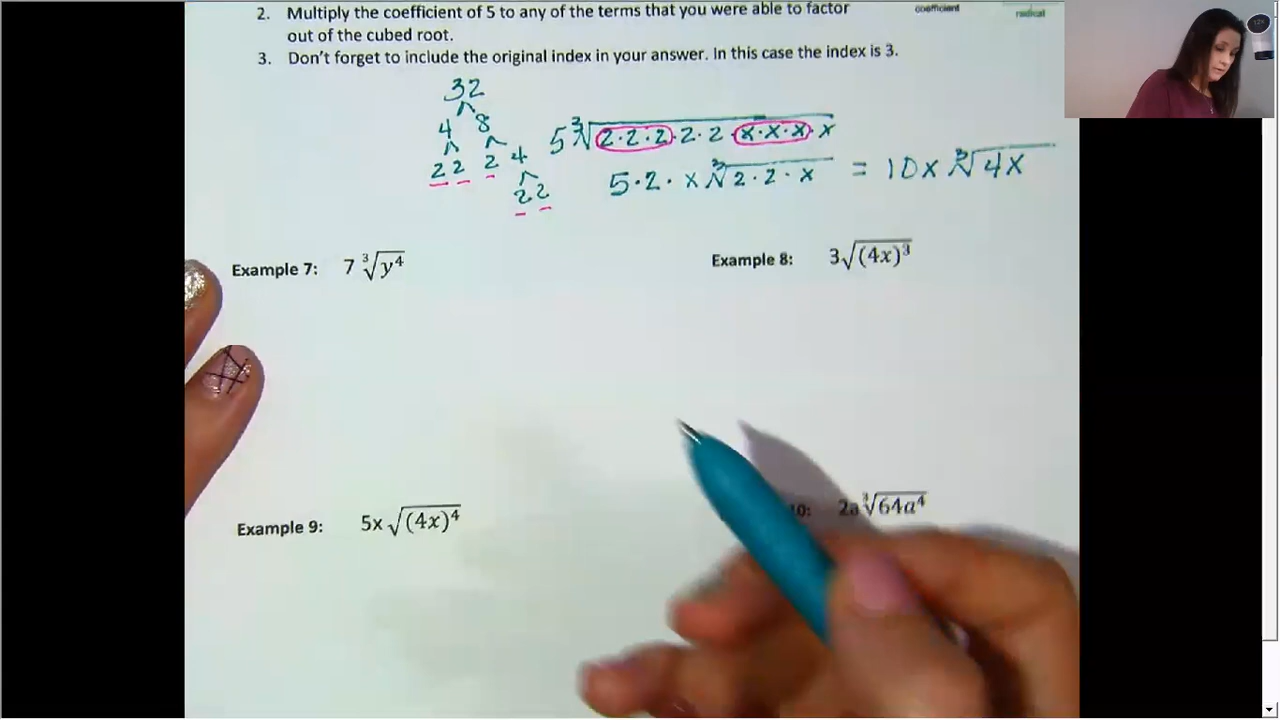 2. Multiply the coefficient of 5 to any of the terms that you were able to factor
out of the cubed root.
coefficient radical
3. Don't forget to include the original index in your answer. In this case the index is 3.
32
4 8
2 2 2 4
2 2
5 ∛(2·2·2·2·2·x·x·x·x)
5·2·x ∛(2·2·x) = 10x ∛(4x)
Example 7: 7 ∛(y⁴)
Example 8: 3√((4x)³)
Example 9: 5x√((4x)⁴)
10: 2a ∛(64a⁴)